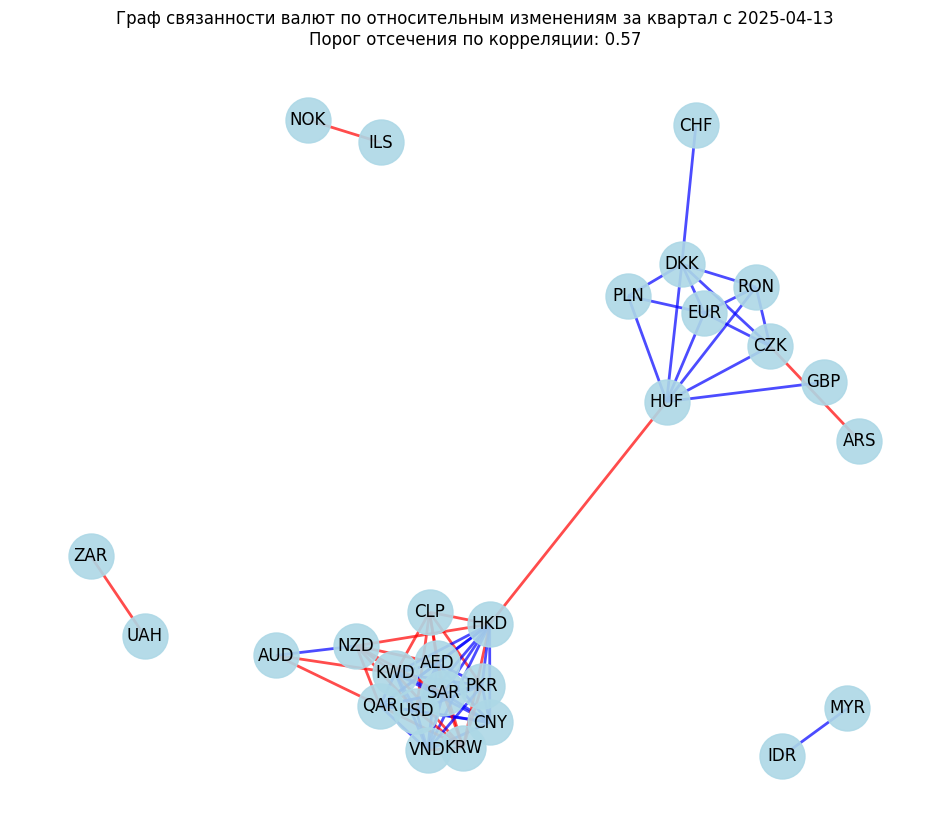 Граф связанности валют по относительным изменениям за квартал с 2025-04-13
Порог отсечения по корреляции: 0.57
NOK
ILS
CHF
DKK
RON
PLN
EUR
CZK
GBP
HUF
ARS
ZAR
UAH
CLP
HKD
AUD
NZD
AED
KWD
SAR
PKR
QAR
USD
CNY
VND
KRW
MYR
IDR